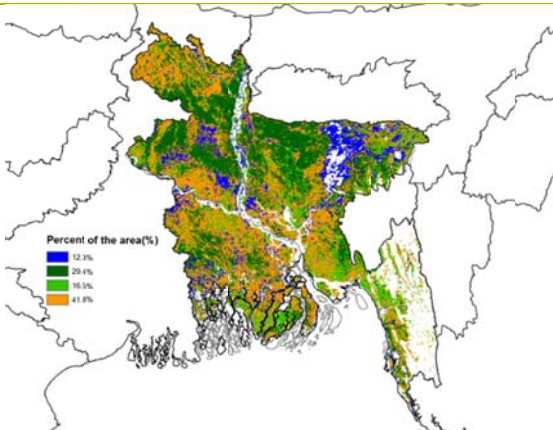 Percent of the area(%)
12.3%
29.4%
16.5%
41.8%